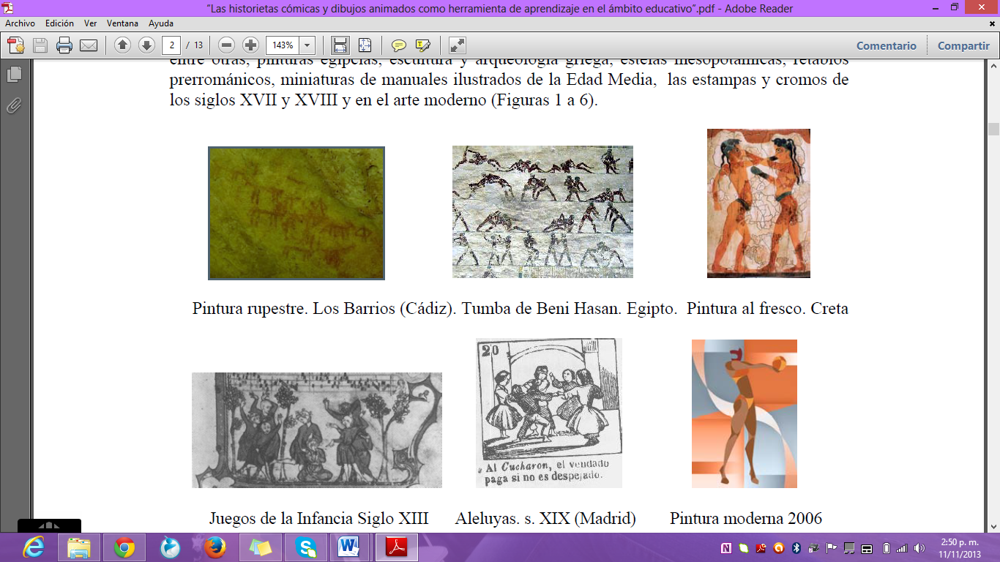 “Las historietas cómicas y dibujos animados como herramienta de aprendizaje en el ámbito educativo”.pdf - Adobe Reader
Archivo Edición Ver Ventana Ayuda
2 / 13 143% Comentario Compartir
entre otras, pinturas egipcias, escultura y arqueología griega, estelas mesopotámicas, retablos
prerrománicos, miniaturas de manuales ilustrados de la Edad Media, las estampas y cromos de
los siglos XVII y XVIII y en el arte moderno (Figuras 1 a 6).
Pintura rupestre. Los Barrios (Cádiz). Tumba de Beni Hasan. Egipto. Pintura al fresco. Creta
20
Al Cucharon, el vendado
paga si no es despejado.
Juegos de la Infancia Siglo XIII Aleluyas. s. XIX (Madrid) Pintura moderna 2006
2:50 p. m.
11/11/2013